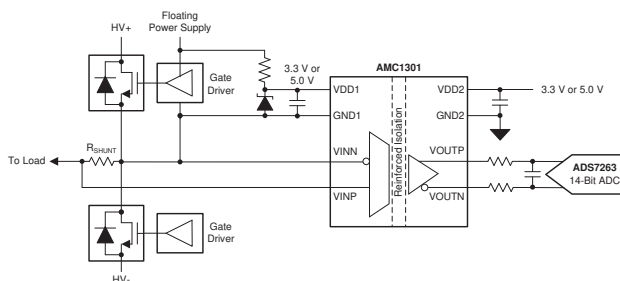 Floating
Power Supply
HV+
Gate
Driver
3.3 V or
5.0 V
AMC1301
VDD1
VDD2
3.3 V or 5.0 V
GND1
GND2
RSHUNT
To Load
VINN
VINP
Reinforced Isolation
VOUTP
VOUTN
ADS7263
14-Bit ADC
Gate
Driver
HV-